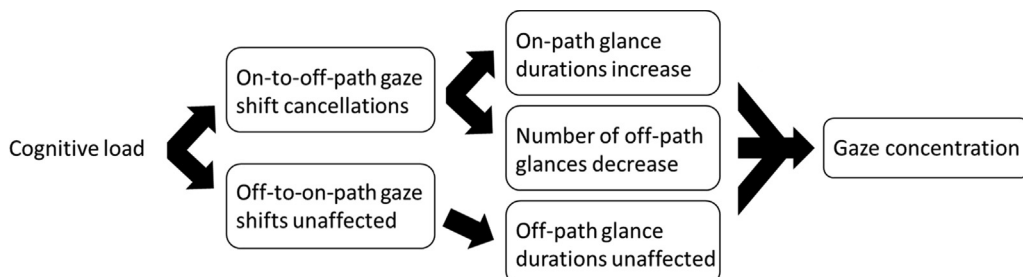 Cognitive load
On-to-off-path gaze
shift cancellations
Off-to-on-path gaze
shifts unaffected
On-path glance
durations increase
Number of off-path
glances decrease
Off-path glance
durations unaffected
Gaze concentration